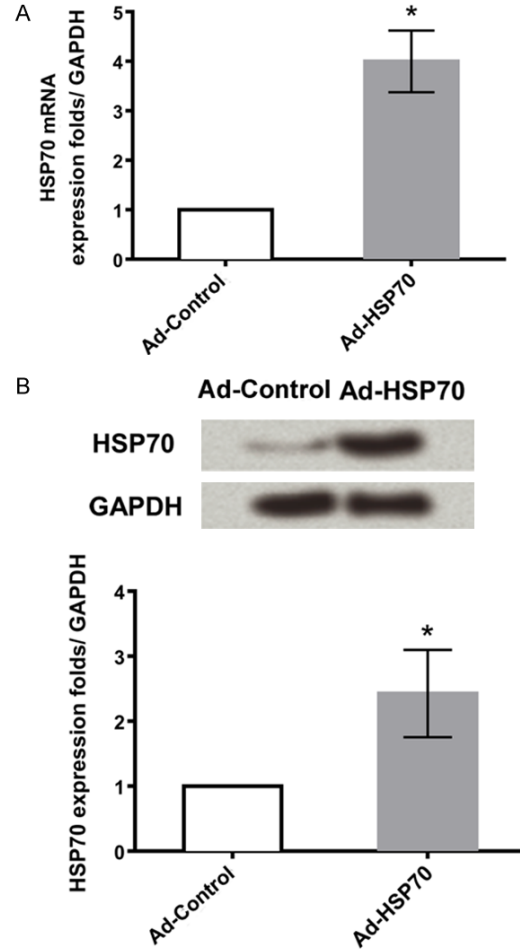 A
HSP70 mRNA
expression folds/ GAPDH
5
4
3
2
1
0
*
Ad-Control
Ad-HSP70
B
Ad-Control Ad-HSP70
HSP70
GAPDH
HSP70 expression folds/ GAPDH
4
3
2
1
0
*
Ad-Control
Ad-HSP70